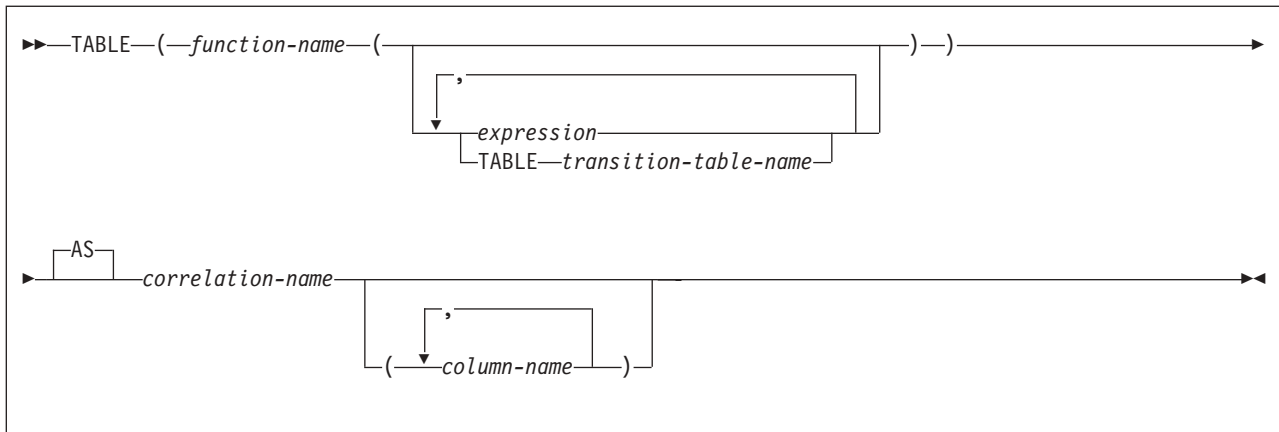 TABLE ( function-name ( ) )
,
expression
TABLE transition-table-name
AS
correlation-name
,
( column-name )